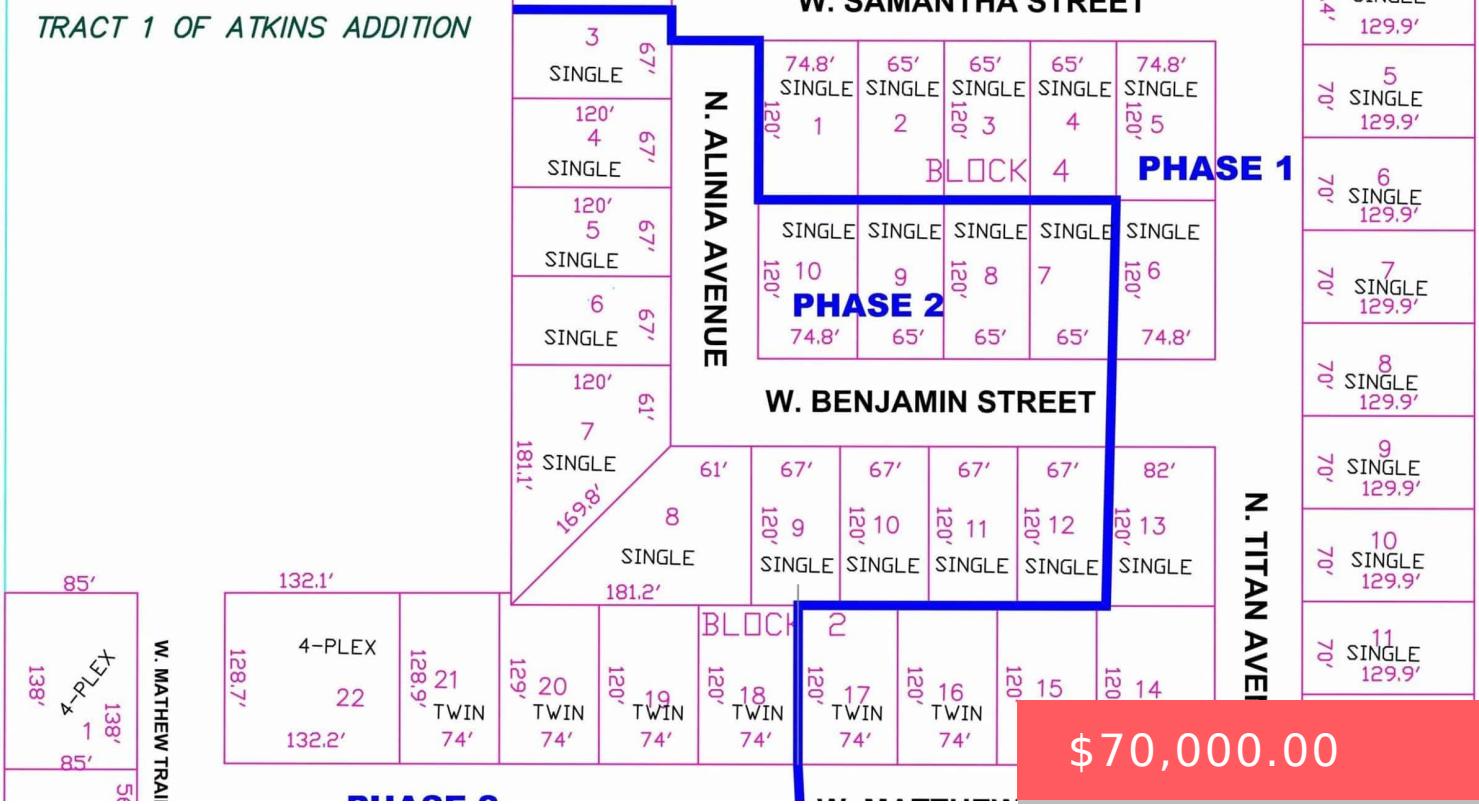 W. SAMANTHA STREET
TRACT 1 OF ATKINS ADDITION
3
67'
SINGLE
120'
4
67'
SINGLE
120'
5
67'
SINGLE
6
67'
SINGLE
120'
61'
7
SINGLE
181.1'
169.8'
N. ALINIA AVENUE
74.8' 65' 65' 65' 74.8'
SINGLE SINGLE SINGLE SINGLE SINGLE
120' 1 2 120' 3 4 120' 5
BLOCK 4
PHASE 1
SINGLE SINGLE SINGLE SINGLE SINGLE
120' 10 9 120' 8 7 120' 6
PHASE 2
74.8' 65' 65' 65' 74.8'
W. BENJAMIN STREET
61' 67' 67' 67' 67' 82'
8 120' 9 120' 10 120' 11 120' 12 120' 13
SINGLE SINGLE SINGLE SINGLE SINGLE SINGLE
181.2'
BLOCK 2
N. TITAN AVEN
129.9'
5
70' SINGLE
129.9'
6
70' SINGLE
129.9'
7
70' SINGLE
129.9'
8
70' SINGLE
129.9'
9
70' SINGLE
129.9'
10
70' SINGLE
129.9'
11
70' SINGLE
129.9'
85'
138'
4-PLEX
138'
1
85'
W. MATHEW TRAI
132.1'
4-PLEX
128.7'
22
132.2'
128.9' 21 129' 20 120' 19 120' 18 120' 17 120' 16 120' 15 120' 14
TWIN TWIN TWIN TWIN TWIN TWIN
74' 74' 74' 74' 74' 74'
$70,000.00